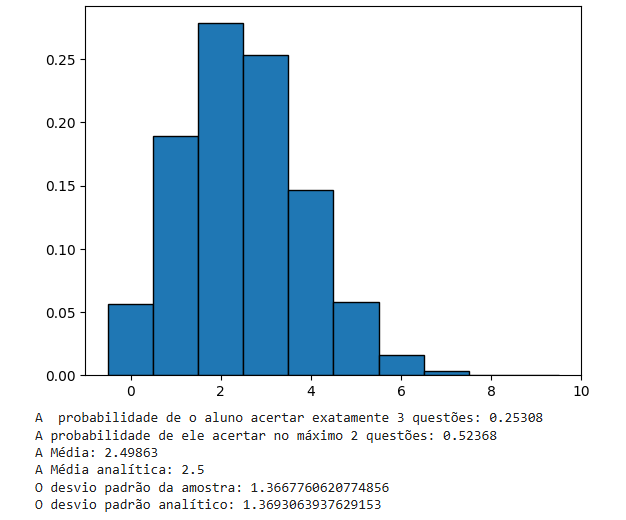 0.25
0.20
0.15
0.10
0.05
0.00
0 2 4 6 8 10
A  probabilidade de o aluno acertar exatamente 3 questões: 0.25308
A probabilidade de ele acertar no máximo 2 questões: 0.52368
A Média: 2.49863
A Média analítica: 2.5
O desvio padrão da amostra: 1.3667760620774856
O desvio padrão analítico: 1.3693063937629153